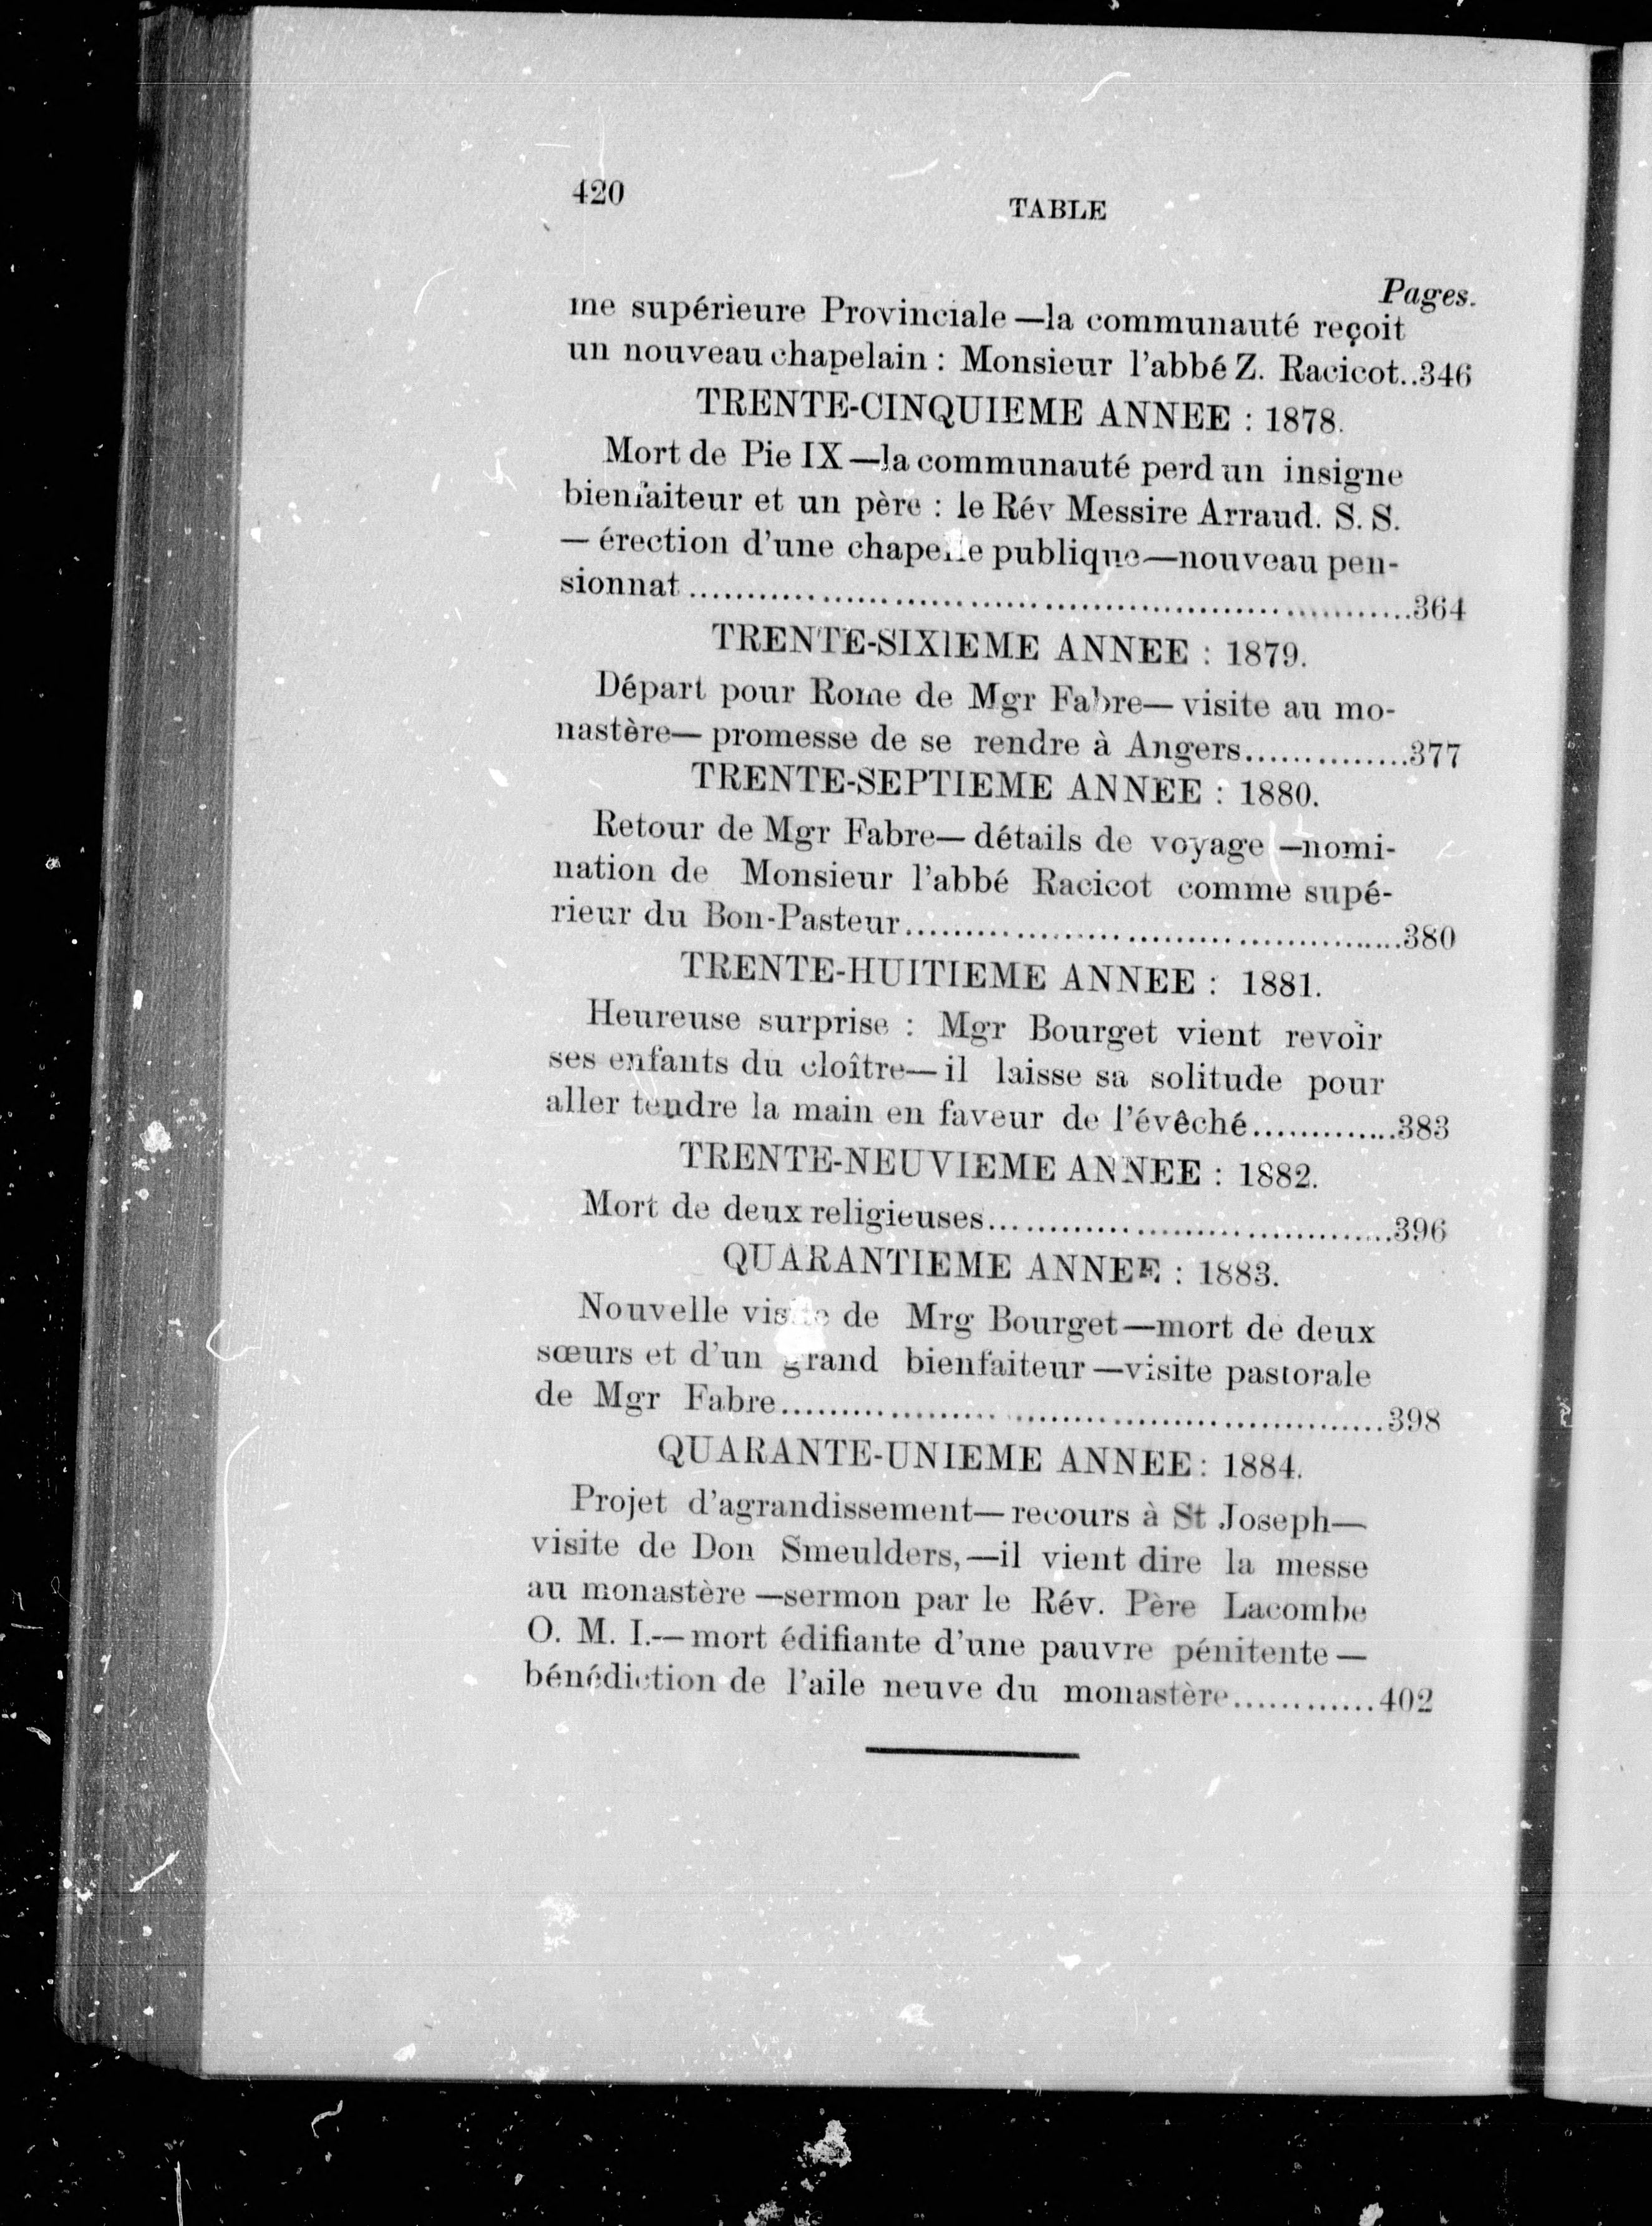 420
TABLE
Pages.
me supérieure Provinciale—la communauté reçoit
un nouveau chapelain : Monsieur l'abbé Z. Racicot..346
TRENTE-CINQUIEME ANNEE : 1878.
Mort de Pie IX—la communauté perd un insigne
bienfaiteur et un père : le Rév Messire Arraud. S. S.
— érection d'une chapelle publique—nouveau pen-
sionnat..............................................................364
TRENTE-SIXIEME ANNEE : 1879.
Départ pour Rome de Mgr Fabre— visite au mo-
nastère— promesse de se rendre à Angers..............377
TRENTE-SEPTIEME ANNEE : 1880.
Retour de Mgr Fabre— détails de voyage —nomi-
nation de Monsieur l'abbé Racicot comme supé-
rieur du Bon-Pasteur..........................................380
TRENTE-HUITIEME ANNEE : 1881.
Heureuse surprise : Mgr Bourget vient revoir
ses enfants du cloître—il laisse sa solitude pour
aller tendre la main en faveur de l'évêché.............383
TRENTE-NEUVIEME ANNEE : 1882.
Mort de deux religieuses...................................396
QUARANTIEME ANNEE : 1883.
Nouvelle visite de Mrg Bourget—mort de deux
sœurs et d'un grand bienfaiteur—visite pastorale
de Mgr Fabre...................................................398
QUARANTE-UNIEME ANNEE: 1884.
Projet d'agrandissement— recours à St Joseph—
visite de Don Smeulders,—il vient dire la messe
au monastère —sermon par le Rév. Père Lacombe
O. M. I.—mort édifiante d'une pauvre pénitente—
bénédiction de l'aile neuve du monastère............402